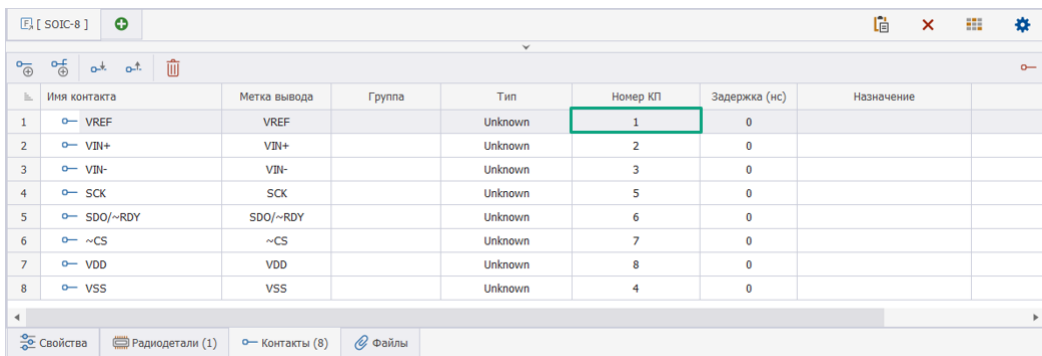 [ SOIC-8 ]
Имя контакта Метка вывода Группа Тип Номер КП Задержка (нс) Назначение
1 VREF VREF Unknown 1 0
2 VIN+ VIN+ Unknown 2 0
3 VIN- VIN- Unknown 3 0
4 SCK SCK Unknown 5 0
5 SDO/~RDY SDO/~RDY Unknown 6 0
6 ~CS ~CS Unknown 7 0
7 VDD VDD Unknown 8 0
8 VSS VSS Unknown 4 0
Свойства Радиодетали (1) Контакты (8) Файлы